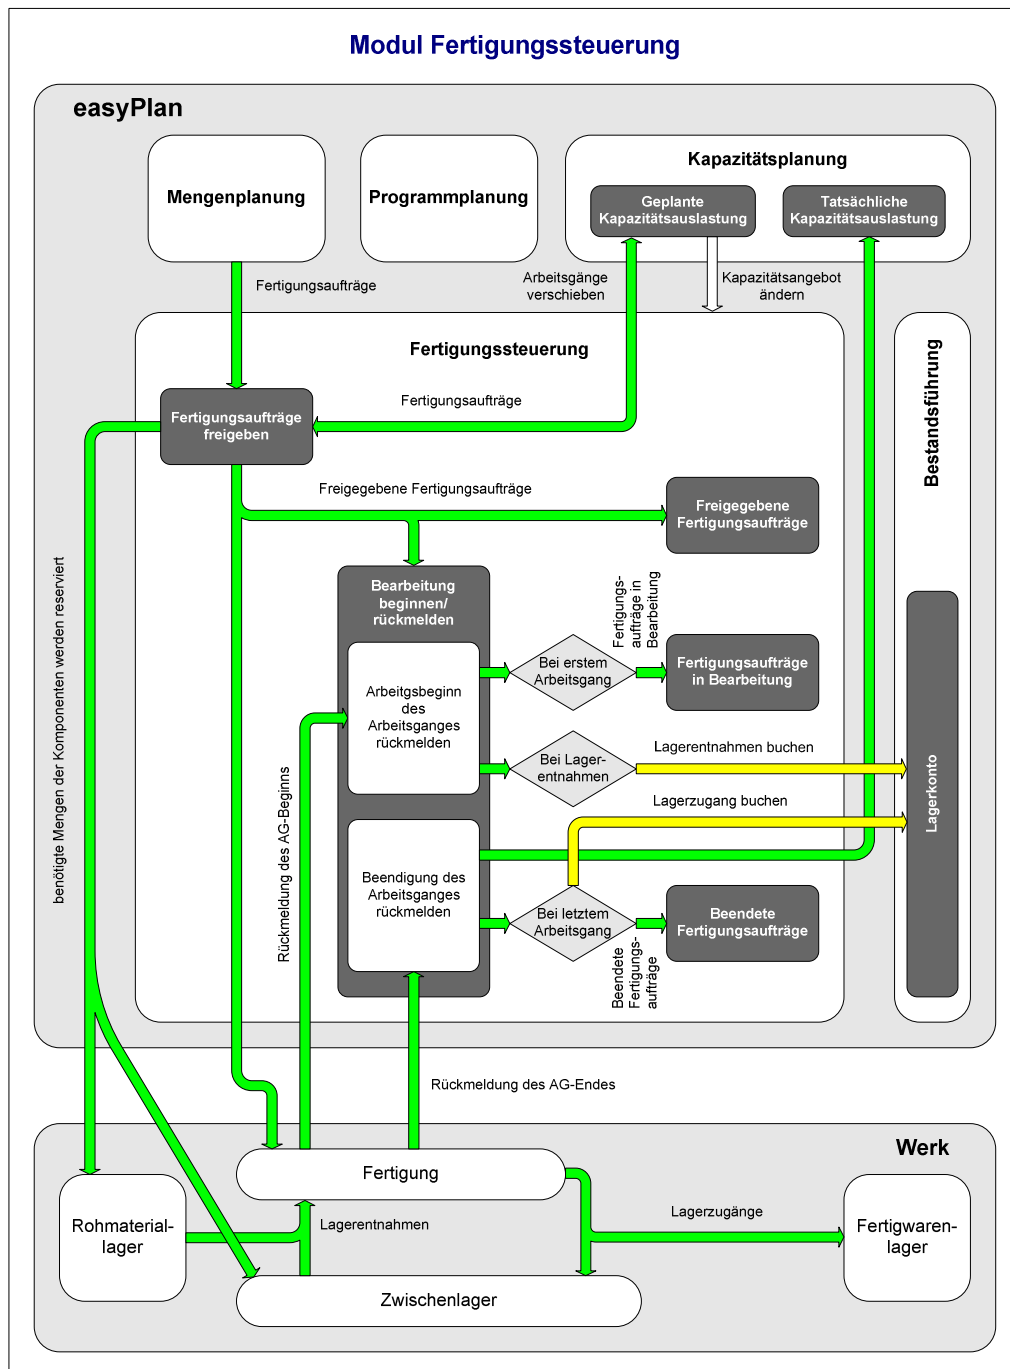 Modul Fertigungssteuerung
easyPlan
Mengenplanung
Programmplanung
Kapazitätsplanung
Geplante
Kapazitätsauslastung
Tatsächliche
Kapazitätsauslastung
Fertigungsaufträge
Arbeitsgänge
verschieben
Kapazitätsangebot
ändern
Fertigungssteuerung
Bestandsführung
Fertigungsaufträge
freigeben
Fertigungsaufträge
Freigegebene Fertigungsaufträge
Freigegebene
Fertigungsaufträge
benötigte Mengen der Komponenten werden reserviert
Bearbeitung
beginnen/
rückmelden
Fertigungs-
aufträge in
Bearbeitung
Bei erstem
Arbeitsgang
Fertigungsaufträge
in Bearbeitung
Arbeitgsbeginn
des
Arbeitsganges
rückmelden
Bei Lager-
entnahmen
Lagerentnahmen buchen
Lagerkonto
Rückmeldung des AG-Beginns
Lagerzugang buchen
Beendigung des
Arbeitsganges
rückmelden
Bei letztem
Arbeitsgang
Beendete
Fertigungsaufträge
Beendete
Fertigungs-
aufträge
Rückmeldung des AG-Endes
Werk
Fertigung
Rohmaterial-
lager
Lagerentnahmen
Lagerzugänge
Fertigwaren-
lager
Zwischenlager